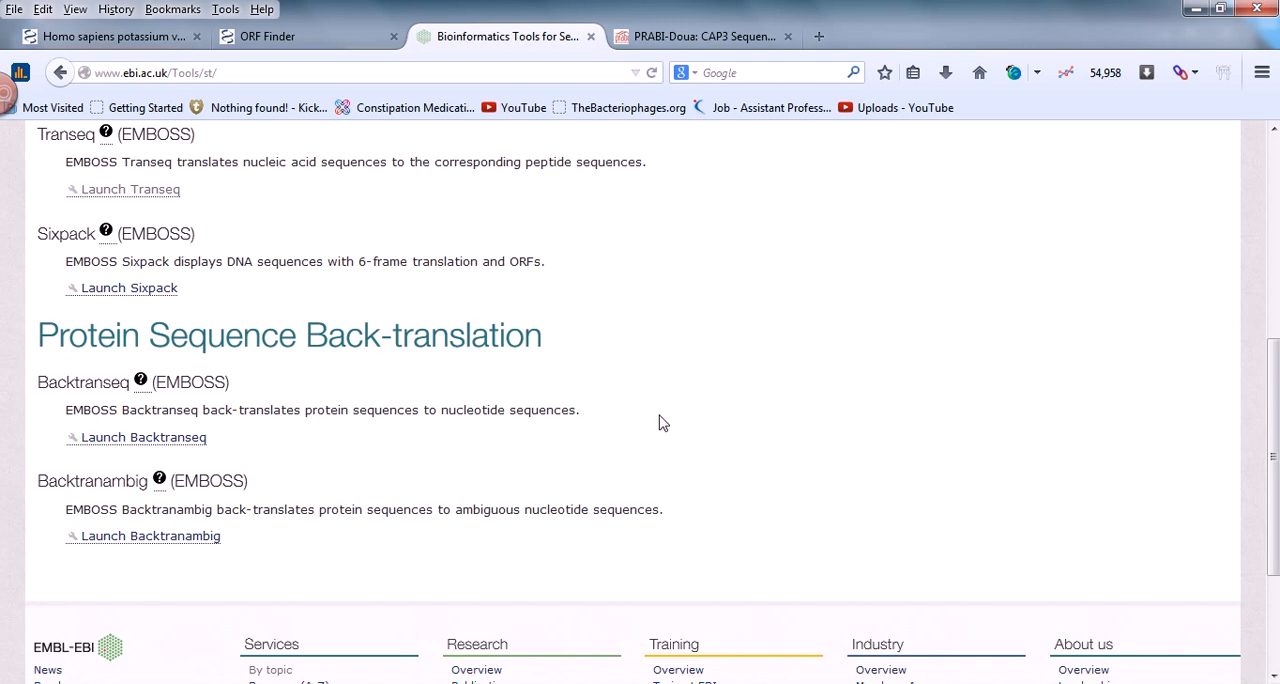 File Edit View History Bookmarks Tools Help
Homo sapiens potassium v... × ORF Finder × Bioinformatics Tools for Se... × PRABI-Doua: CAP3 Sequen... × +
www.ebi.ac.uk/Tools/st/ Google 54,958
Most Visited Getting Started Nothing found! - Kick... Constipation Medicati... YouTube TheBacteriophages.org Job - Assistant Profess... Uploads - YouTube
Transeq ? (EMBOSS)
EMBOSS Transeq translates nucleic acid sequences to the corresponding peptide sequences.
Launch Transeq
Sixpack ? (EMBOSS)
EMBOSS Sixpack displays DNA sequences with 6-frame translation and ORFs.
Launch Sixpack
Protein Sequence Back-translation
Backtranseq ? (EMBOSS)
EMBOSS Backtranseq back-translates protein sequences to nucleotide sequences.
Launch Backtranseq
Backtranambig ? (EMBOSS)
EMBOSS Backtranambig back-translates protein sequences to ambiguous nucleotide sequences.
Launch Backtranambig
EMBL-EBI Services Research Training Industry About us
News By topic Overview Overview Overview Overview